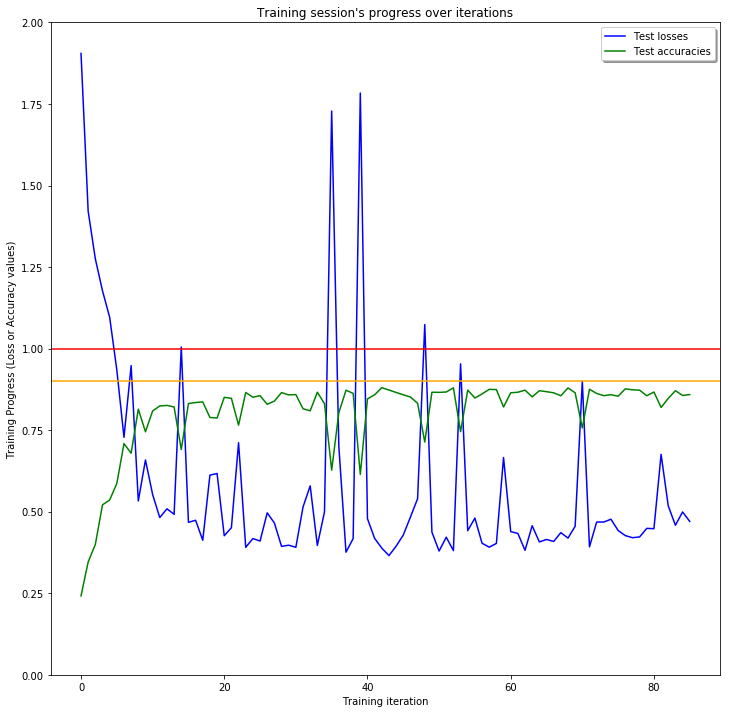 Training session's progress over iterations
Test losses
Test accuracies
Training Progress (Loss or Accuracy values)
2.00
1.75
1.50
1.25
1.00
0.75
0.50
0.25
0.00
0
20
40
60
80
Training iteration